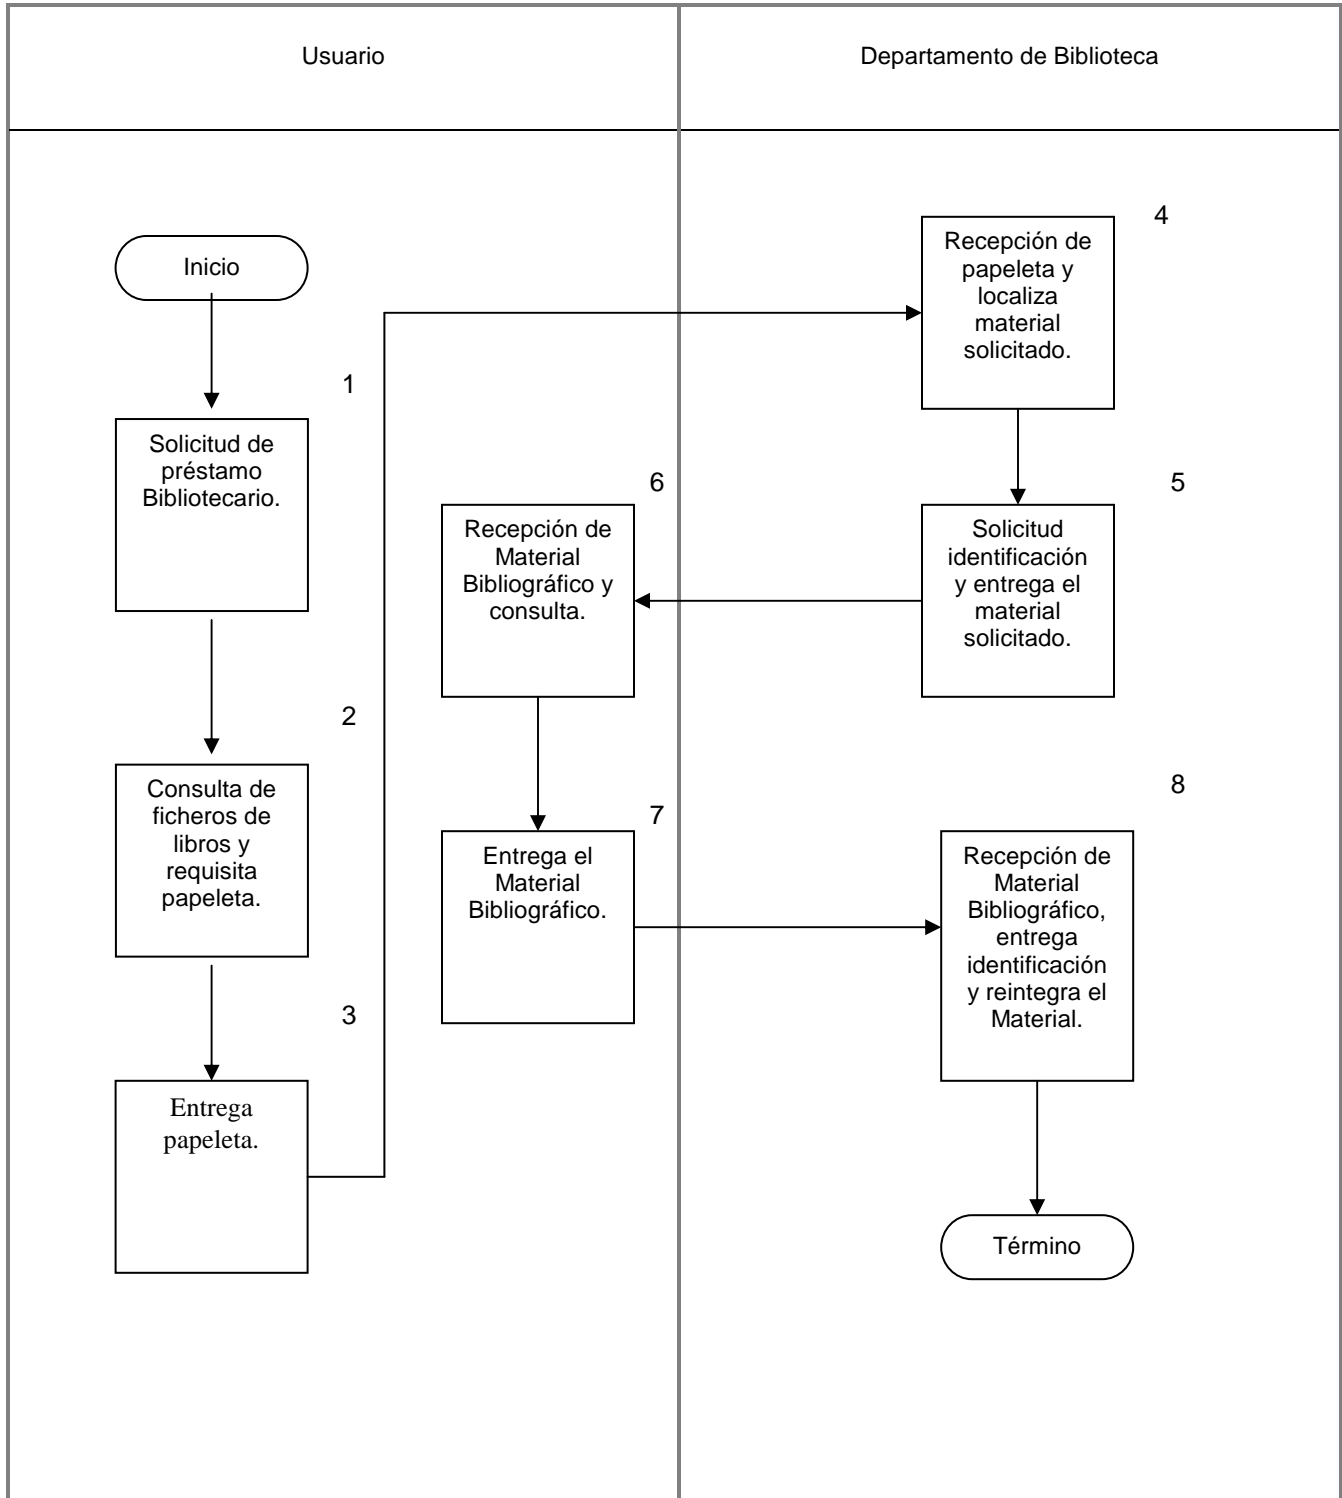 Usuario
Departamento de Biblioteca
Inicio
1
Solicitud de
préstamo
Bibliotecario.
2
Consulta de
ficheros de
libros y
requisita
papeleta.
3
Entrega
papeleta.
4
Recepción de
papeleta y
localiza
material
solicitado.
5
Solicitud
identificación
y entrega el
material
solicitado.
6
Recepción de
Material
Bibliográfico y
consulta.
7
Entrega el
Material
Bibliográfico.
8
Recepción de
Material
Bibliográfico,
entrega
identificación
y reintegra el
Material.
Término